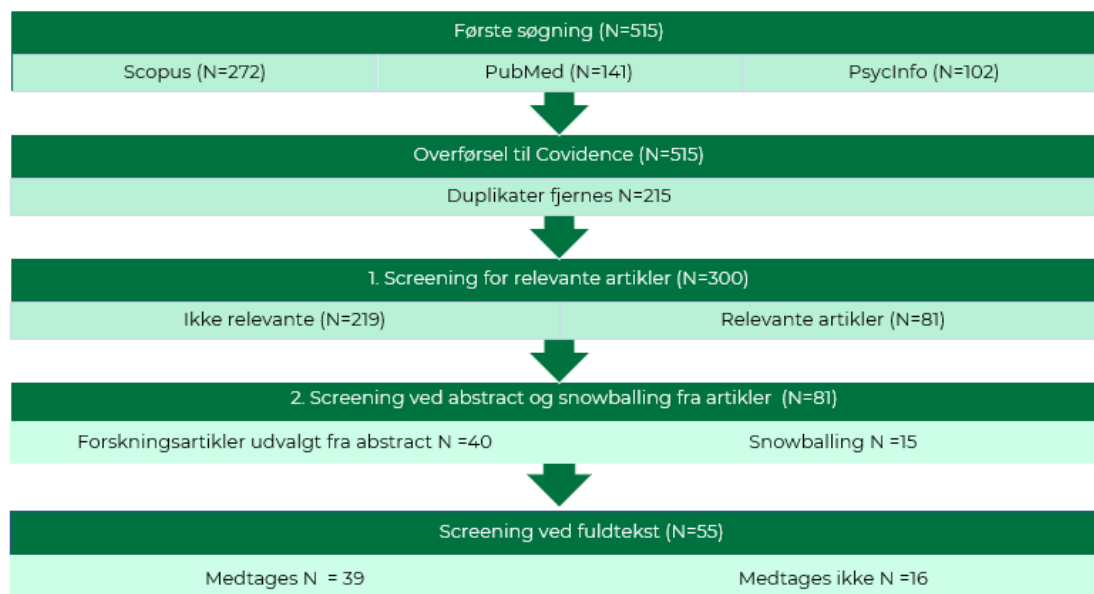 Første søgning (N=515)
Scopus (N=272) PubMed (N=141) PsycInfo (N=102)
Overførsel til Covidence (N=515)
Duplikater fjernes N=215
1. Screening for relevante artikler (N=300)
Ikke relevante (N=219) Relevante artikler (N=81)
2. Screening ved abstract og snowballing fra artikler (N=81)
Forskningsartikler udvalgt fra abstract N =40 Snowballing N =15
Screening ved fuldtekst (N=55)
Medtages N = 39 Medtages ikke N =16